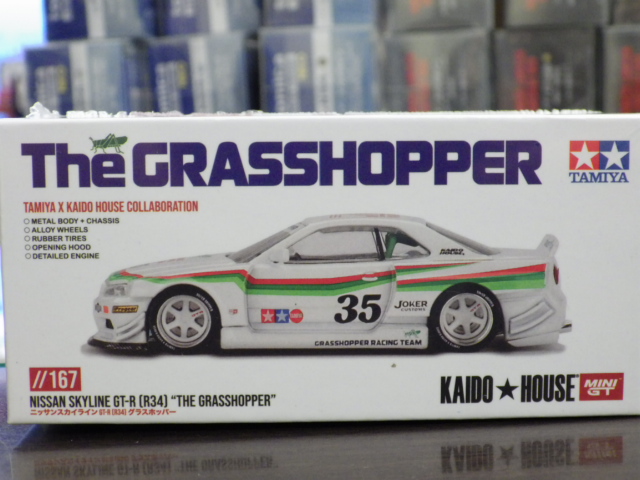 The GRASSHOPPER
TAMIYA
TAMIYA X KAIDO HOUSE COLLABORATION
METAL BODY + CHASSIS
ALLOY WHEELS
RUBBER TIRES
OPENING HOOD
DETAILED ENGINE
KAIDO
HOUSE
35
JOKER
GRASSHOPPER RACING TEAM
//167
NISSAN SKYLINE GT-R (R34) "THE GRASSHOPPER"
ニッサンスカイライン GT-R (R34) グラスホッパー
KAIDO★HOUSE
MINI GT